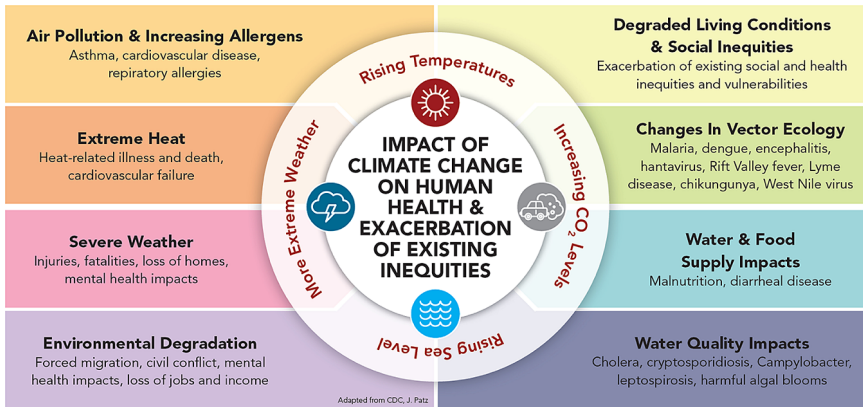 Air Pollution & Increasing Allergens
Asthma, cardiovascular disease,
repiratory allergies
Extreme Heat
Heat-related illness and death,
cardiovascular failure
Severe Weather
Injuries, fatalities, loss of homes,
mental health impacts
Environmental Degradation
Forced migration, civil conflict, mental
health impacts, loss of jobs and income
Adapted from CDC, J. Patz
Rising Temperatures
More Extreme Weather
IMPACT OF
CLIMATE CHANGE
ON HUMAN
HEALTH &
EXACERBATION
OF EXISTING
INEQUITIES
Increasing CO₂ Levels
Rising Sea Level
Degraded Living Conditions
& Social Inequities
Exacerbation of existing social and health
inequities and vulnerabilities
Changes In Vector Ecology
Malaria, dengue, encephalitis,
hantavirus, Rift Valley fever, Lyme
disease, chikungunya, West Nile virus
Water & Food
Supply Impacts
Malnutrition, diarrheal disease
Water Quality Impacts
Cholera, cryptosporidiosis, Campylobacter,
leptospirosis, harmful algal blooms